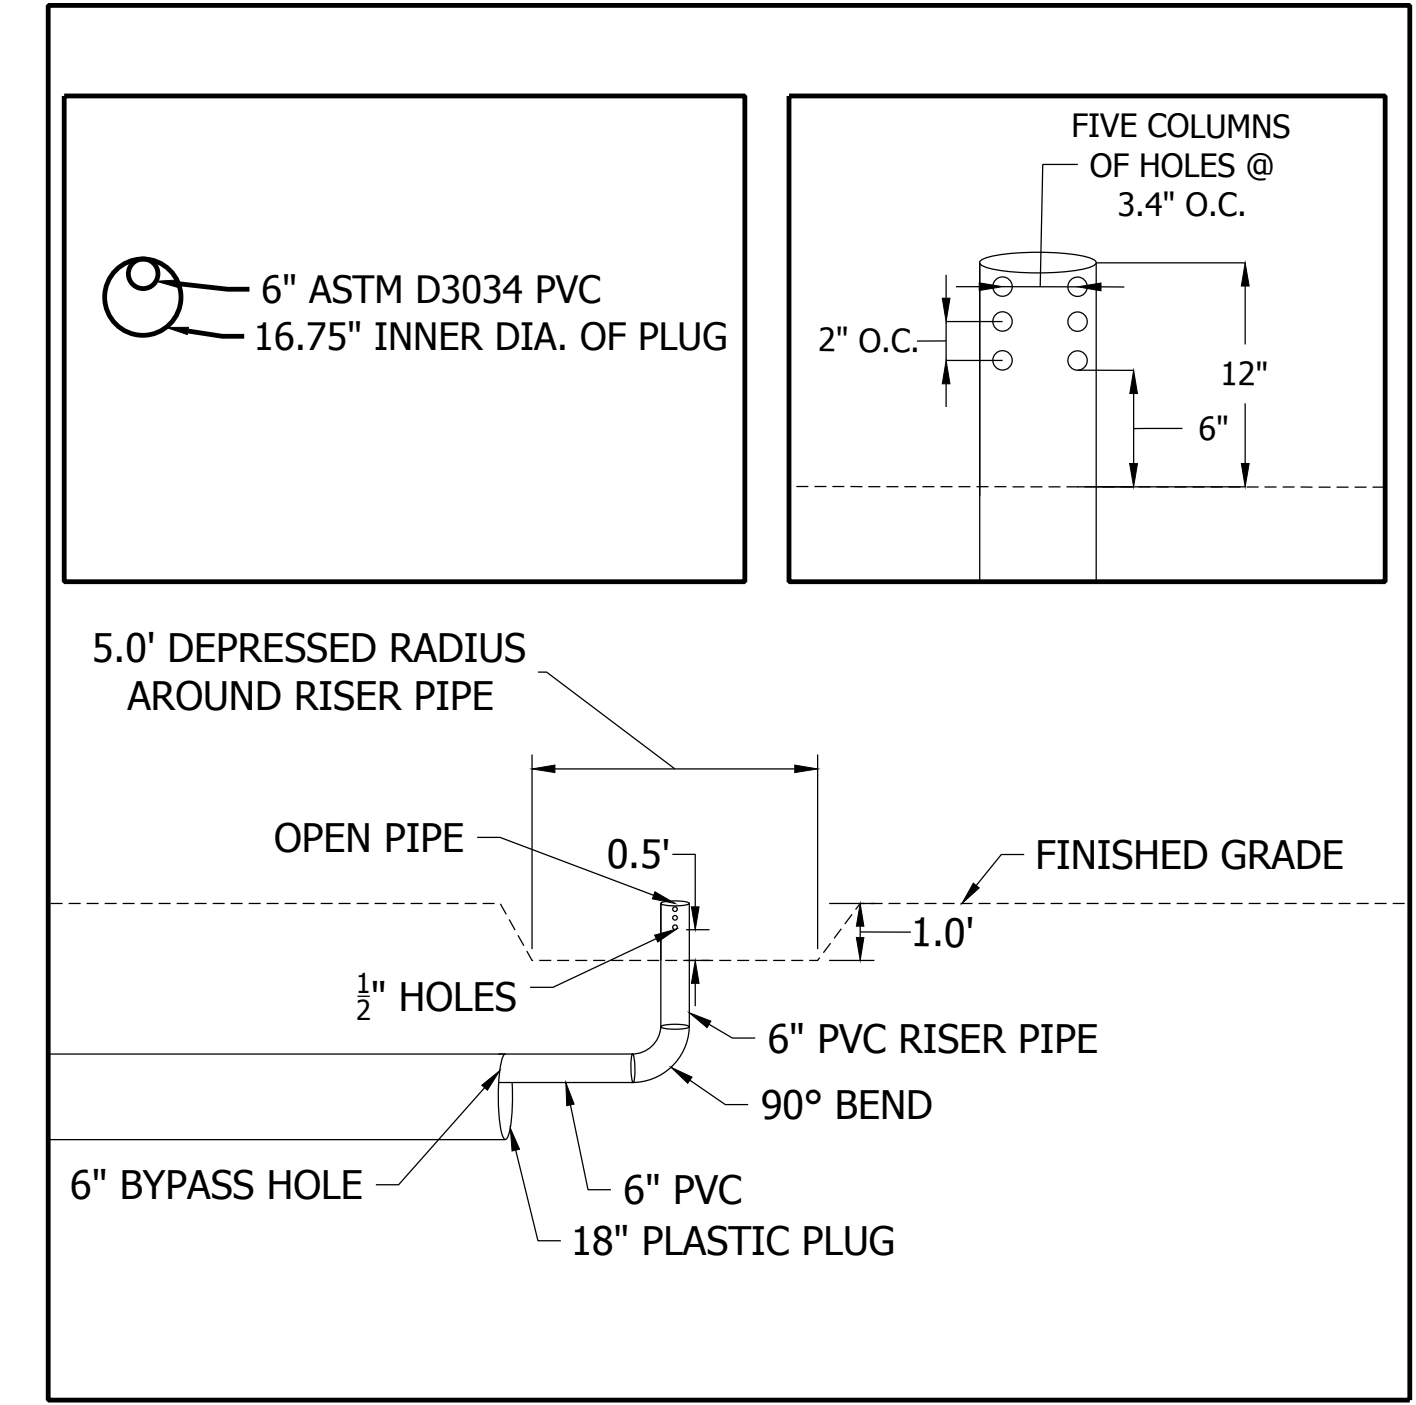 6" ASTM D3034 PVC
16.75" INNER DIA. OF PLUG
FIVE COLUMNS
OF HOLES @
3.4" O.C.
2" O.C.
12"
6"
5.0' DEPRESSED RADIUS
AROUND RISER PIPE
OPEN PIPE
0.5'
FINISHED GRADE
1.0'
1/2" HOLES
6" PVC RISER PIPE
90° BEND
6" BYPASS HOLE
6" PVC
18" PLASTIC PLUG